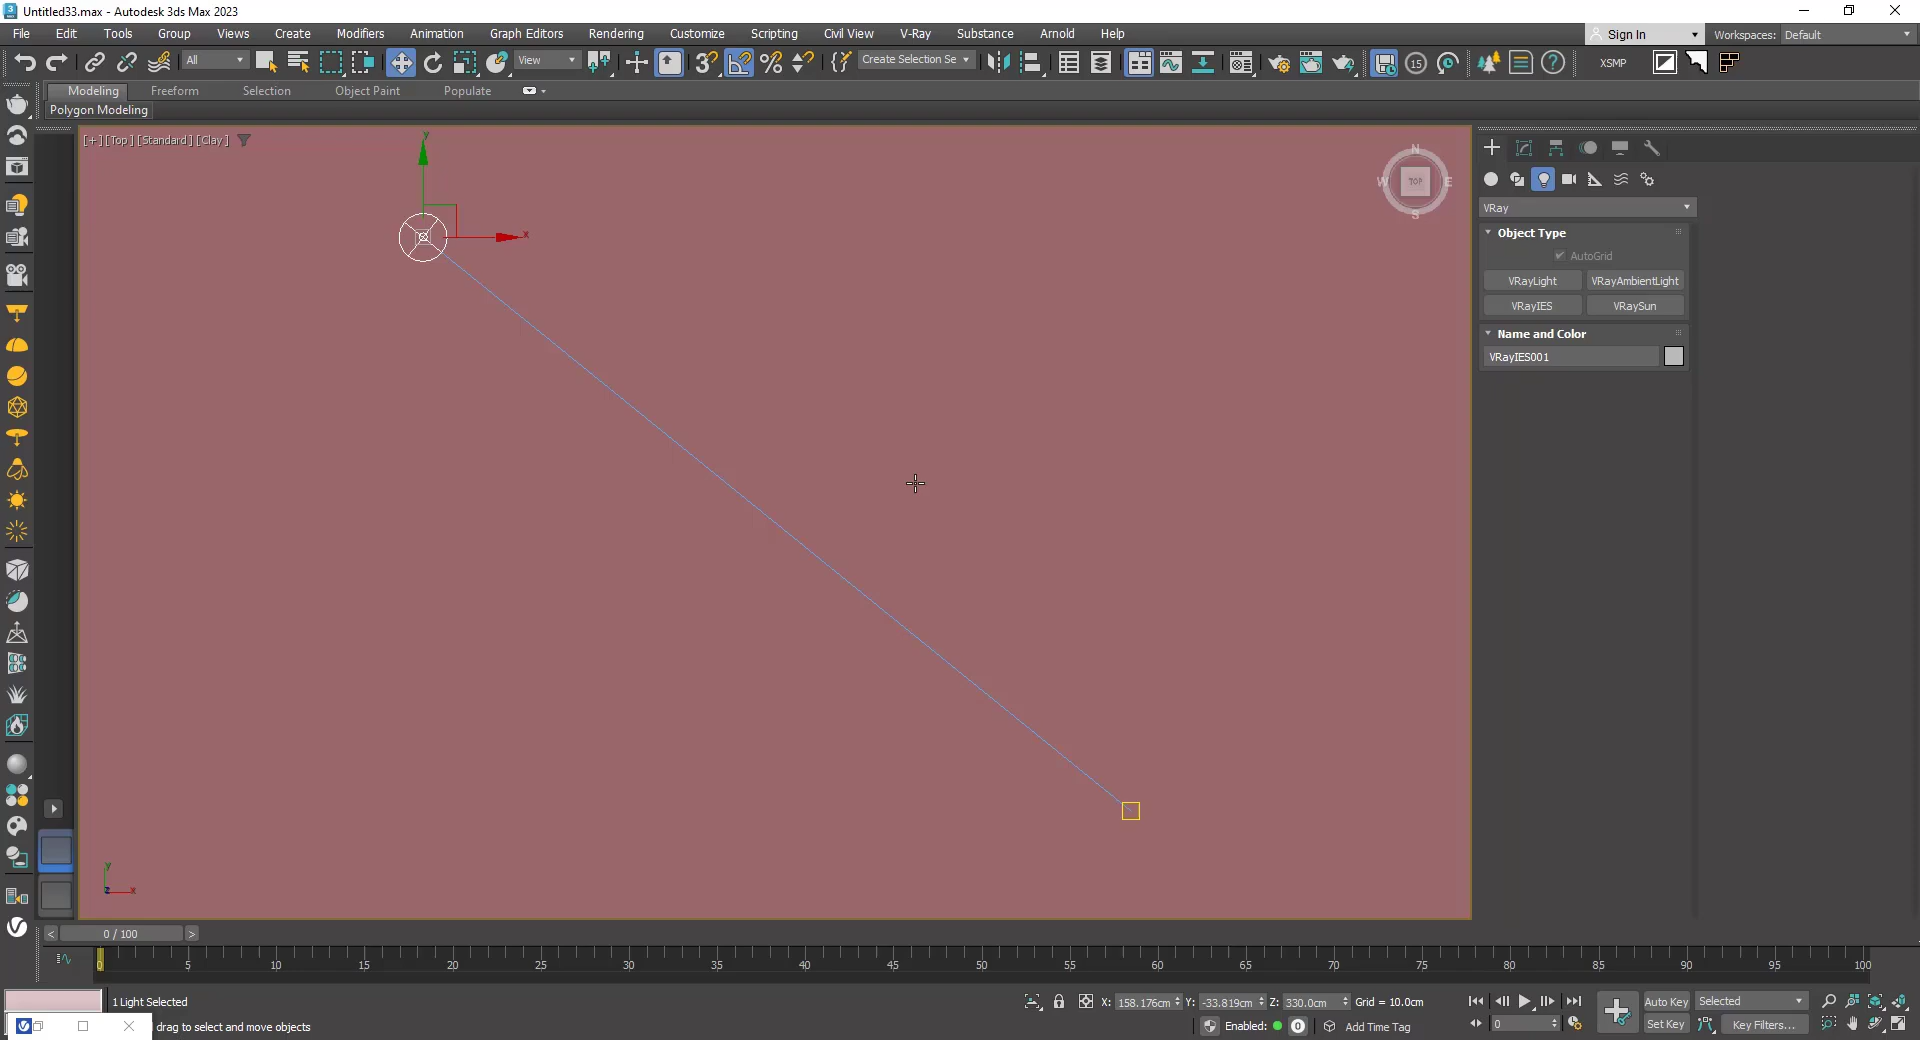 Untitled33.max - Autodesk 3ds Max 2023
File Edit Tools Group Views Create Modifiers Animation Graph Editors Rendering Customize Scripting Civil View V-Ray Substance Arnold Help
Sign In Workspaces: Default
All View Create Selection Se 15 XSMP
Modeling Freeform Selection Object Paint Populate
Polygon Modeling
[+] [Top] [Standard] [Clay]
y
x
N
W TOP E
S
VRay
Object Type
AutoGrid
VRayLight VRayAmbientLight
VRayIES VRaySun
Name and Color
VRayIES001
y
z x
< 0 / 100 >
0 5 10 15 20 25 30 35 40 45 50 55 60 65 70 75 80 85 90 95 100
1 Light Selected X: 158.176cm Y: -33.819cm Z: 330.0cm Grid = 10.0cm Auto Key Selected
drag to select and move objects Enabled: 0 Add Time Tag 0 Set Key Key Filters...